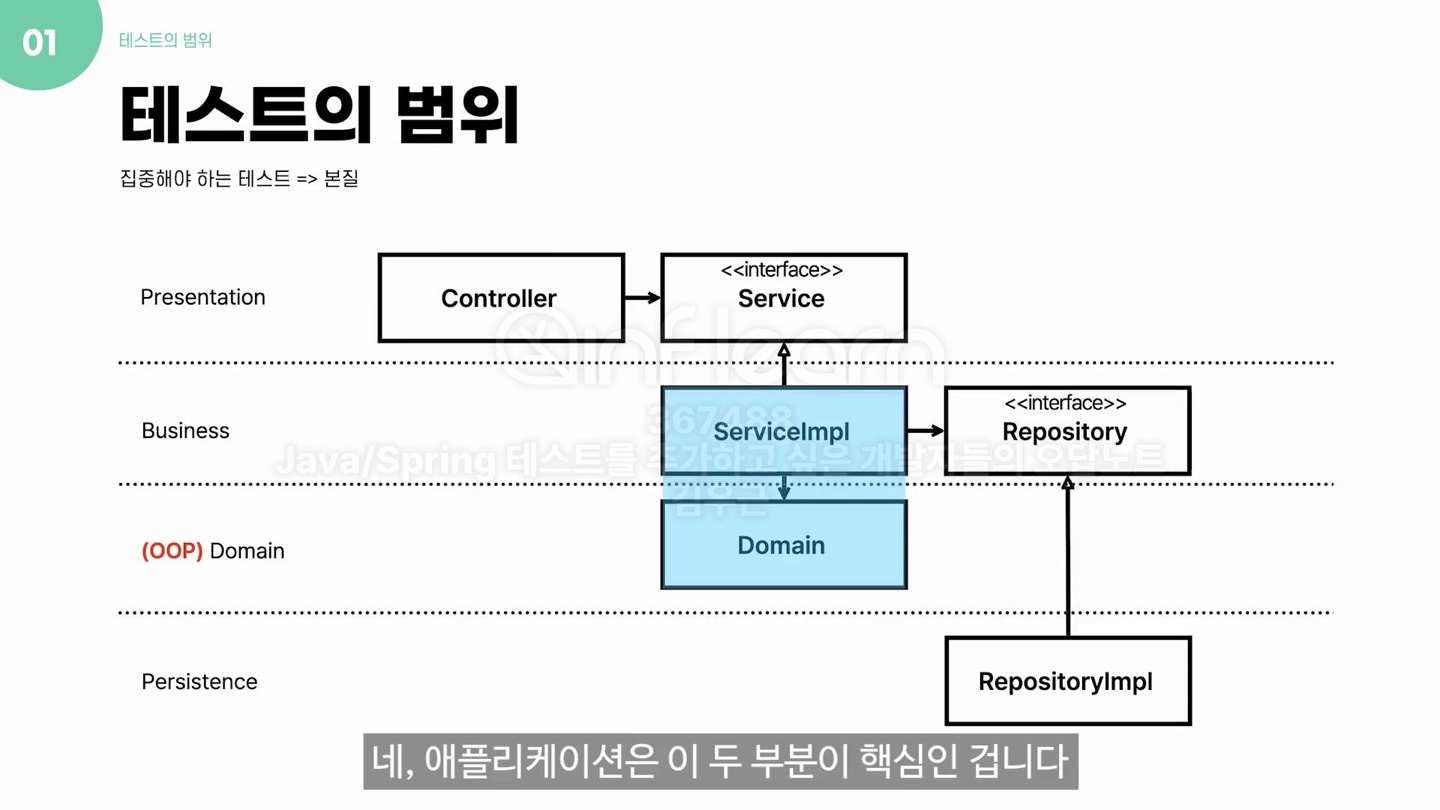 01
테스트의 범위
테스트의 범위
집중해야 하는 테스트 => 본질
Presentation
Controller
<<interface>>
Service
inflearn
Business
367488
ServiceImpl
<<interface>>
Repository
Java/Spring 테스트를 추가하고 싶은 개발자들의 오답노트
김우근
(OOP) Domain
Domain
Persistence
RepositoryImpl
네, 애플리케이션은 이 두 부분이 핵심인 겁니다